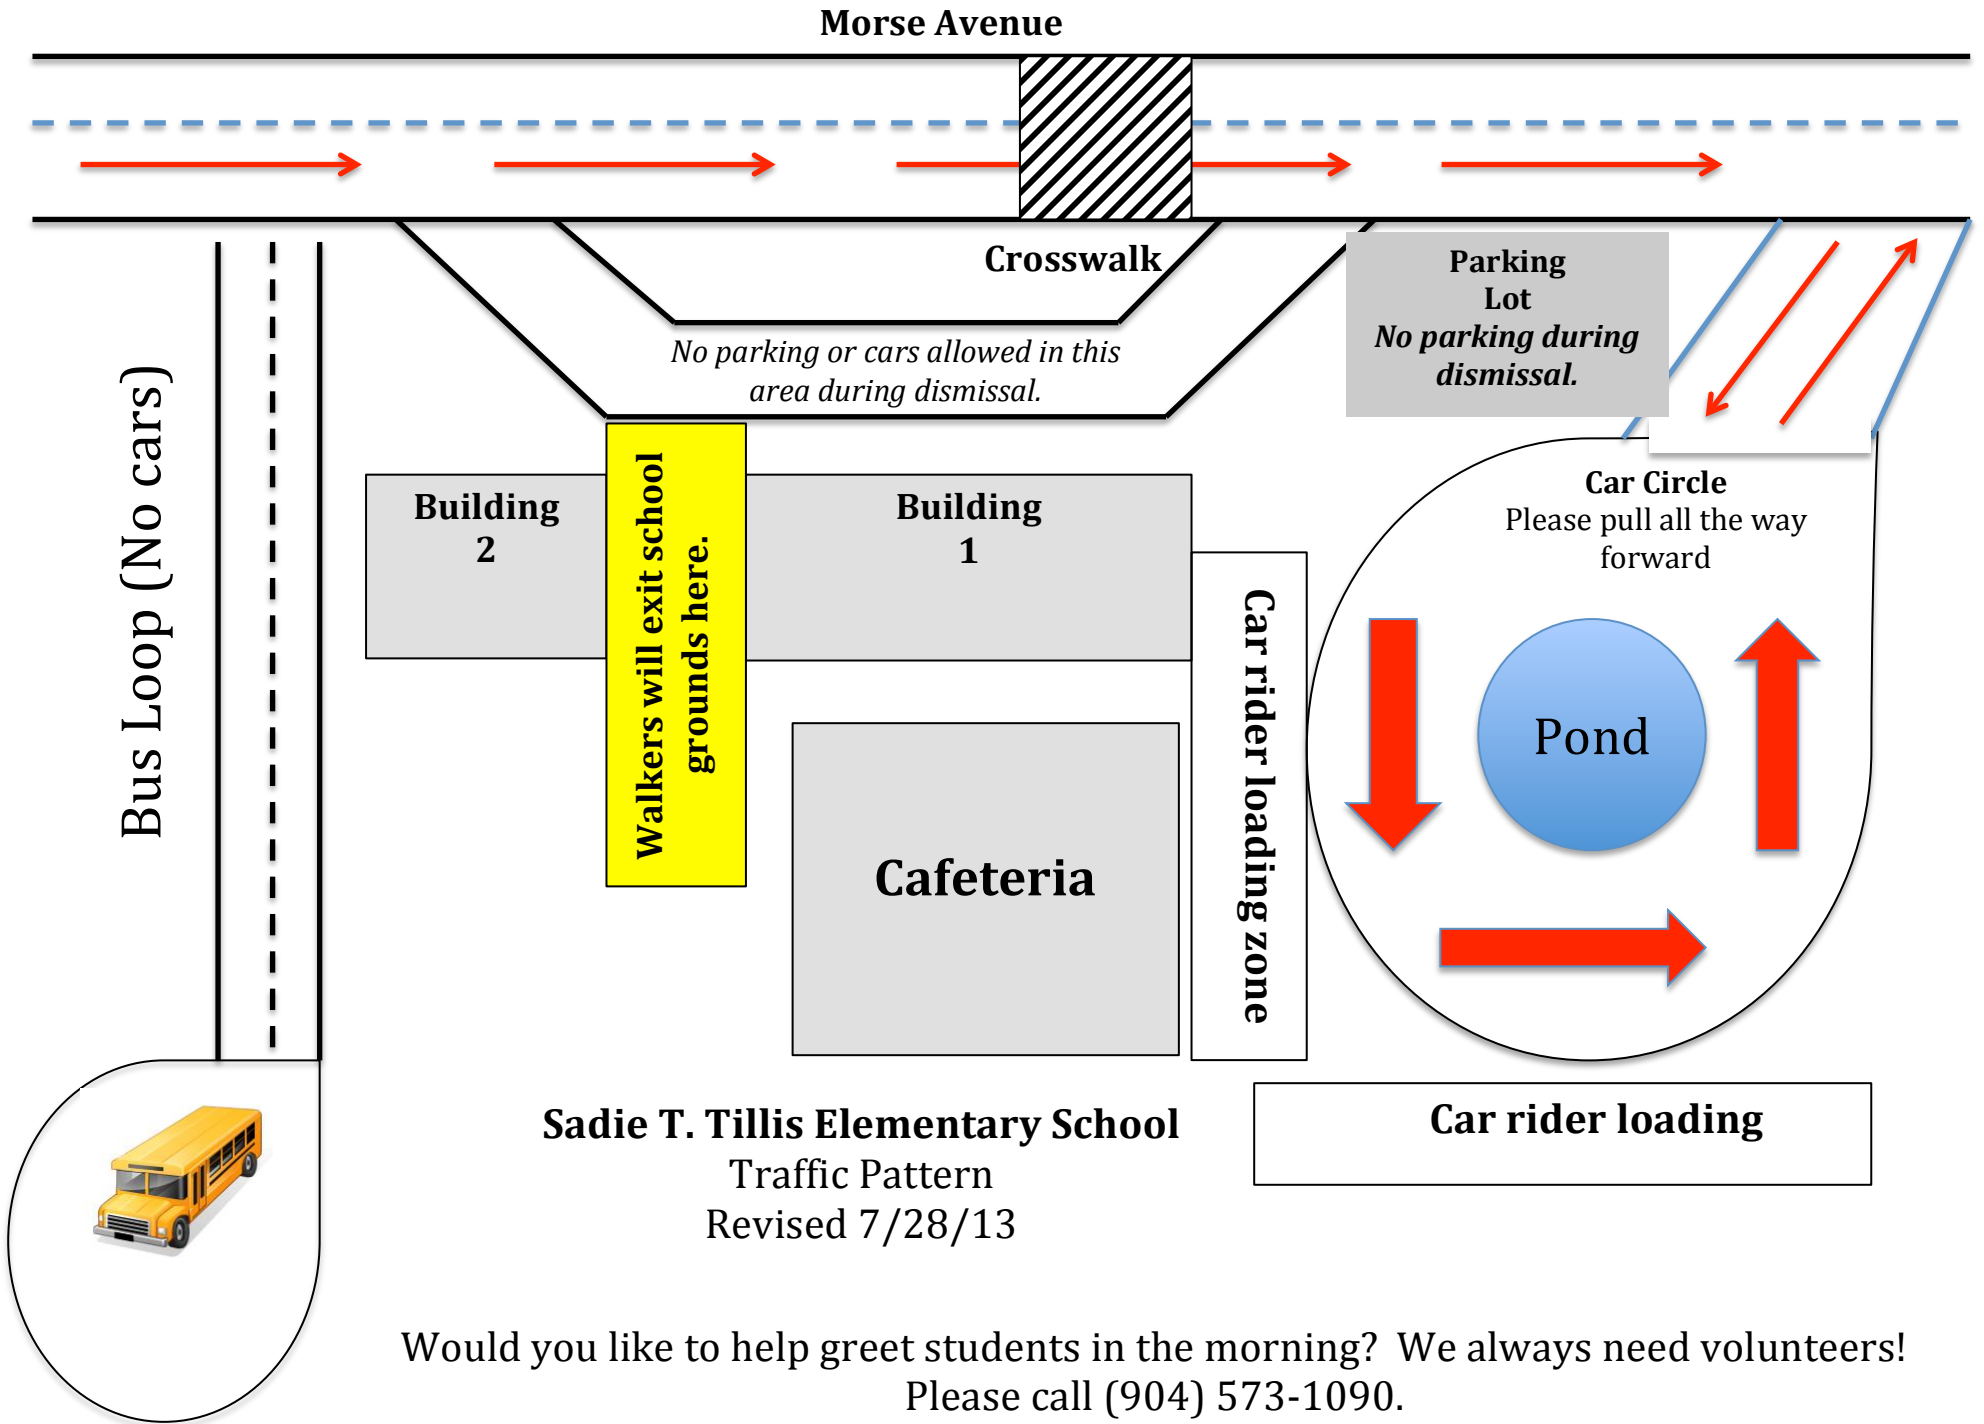 Morse Avenue
Crosswalk
No parking or cars allowed in this
area during dismissal.
Parking
Lot
No parking during
dismissal.
Bus Loop (No cars)
Building
2
Walkers will exit school
grounds here.
Building
1
Car rider loading zone
Car Circle
Please pull all the way
forward
Pond
Cafeteria
Car rider loading
Sadie T. Tillis Elementary School
Traffic Pattern
Revised 7/28/13
Would you like to help greet students in the morning?  We always need volunteers!
Please call (904) 573-1090.